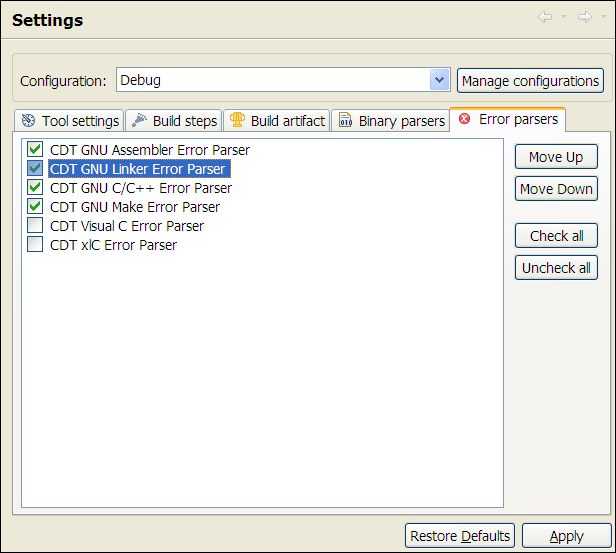 Settings
Configuration: Debug Manage configurations
Tool settings Build steps Build artifact Binary parsers Error parsers
CDT GNU Assembler Error Parser
CDT GNU Linker Error Parser
CDT GNU C/C++ Error Parser
CDT GNU Make Error Parser
CDT Visual C Error Parser
CDT xlC Error Parser
Move Up
Move Down
Check all
Uncheck all
Restore Defaults Apply